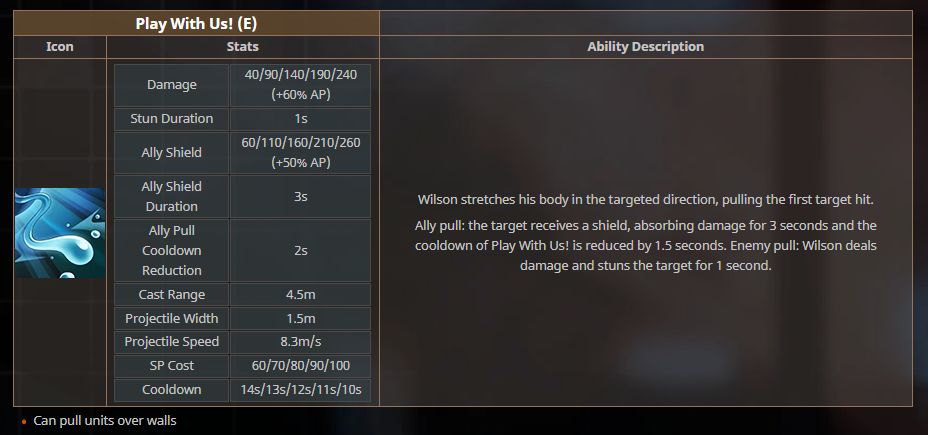 Play With Us! (E)
Icon
Stats
Ability Description
Damage
40/90/140/190/240
(+60% AP)
Stun Duration
1s
Ally Shield
60/110/160/210/260
(+50% AP)
Ally Shield
Duration
3s
Ally Pull
Cooldown
Reduction
2s
Cast Range
4.5m
Projectile Width
1.5m
Projectile Speed
8.3m/s
SP Cost
60/70/80/90/100
Cooldown
14s/13s/12s/11s/10s
Wilson stretches his body in the targeted direction, pulling the first target hit.
Ally pull: the target receives a shield, absorbing damage for 3 seconds and the
cooldown of Play With Us! is reduced by 1.5 seconds. Enemy pull: Wilson deals
damage and stuns the target for 1 second.
• Can pull units over walls